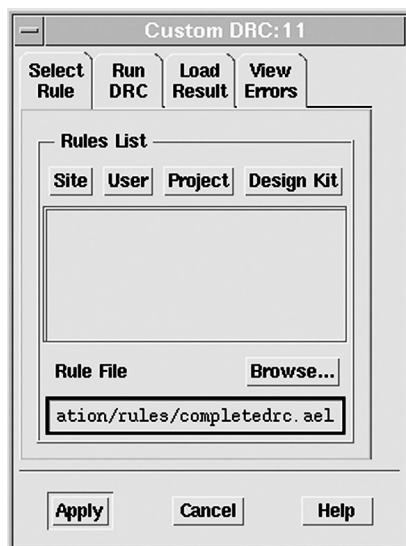 Custom DRC:11
Select Rule
Run DRC
Load Result
View Errors
Rules List
Site User Project Design Kit
Rule File Browse...
ation/rules/completedrc.ael
Apply Cancel Help